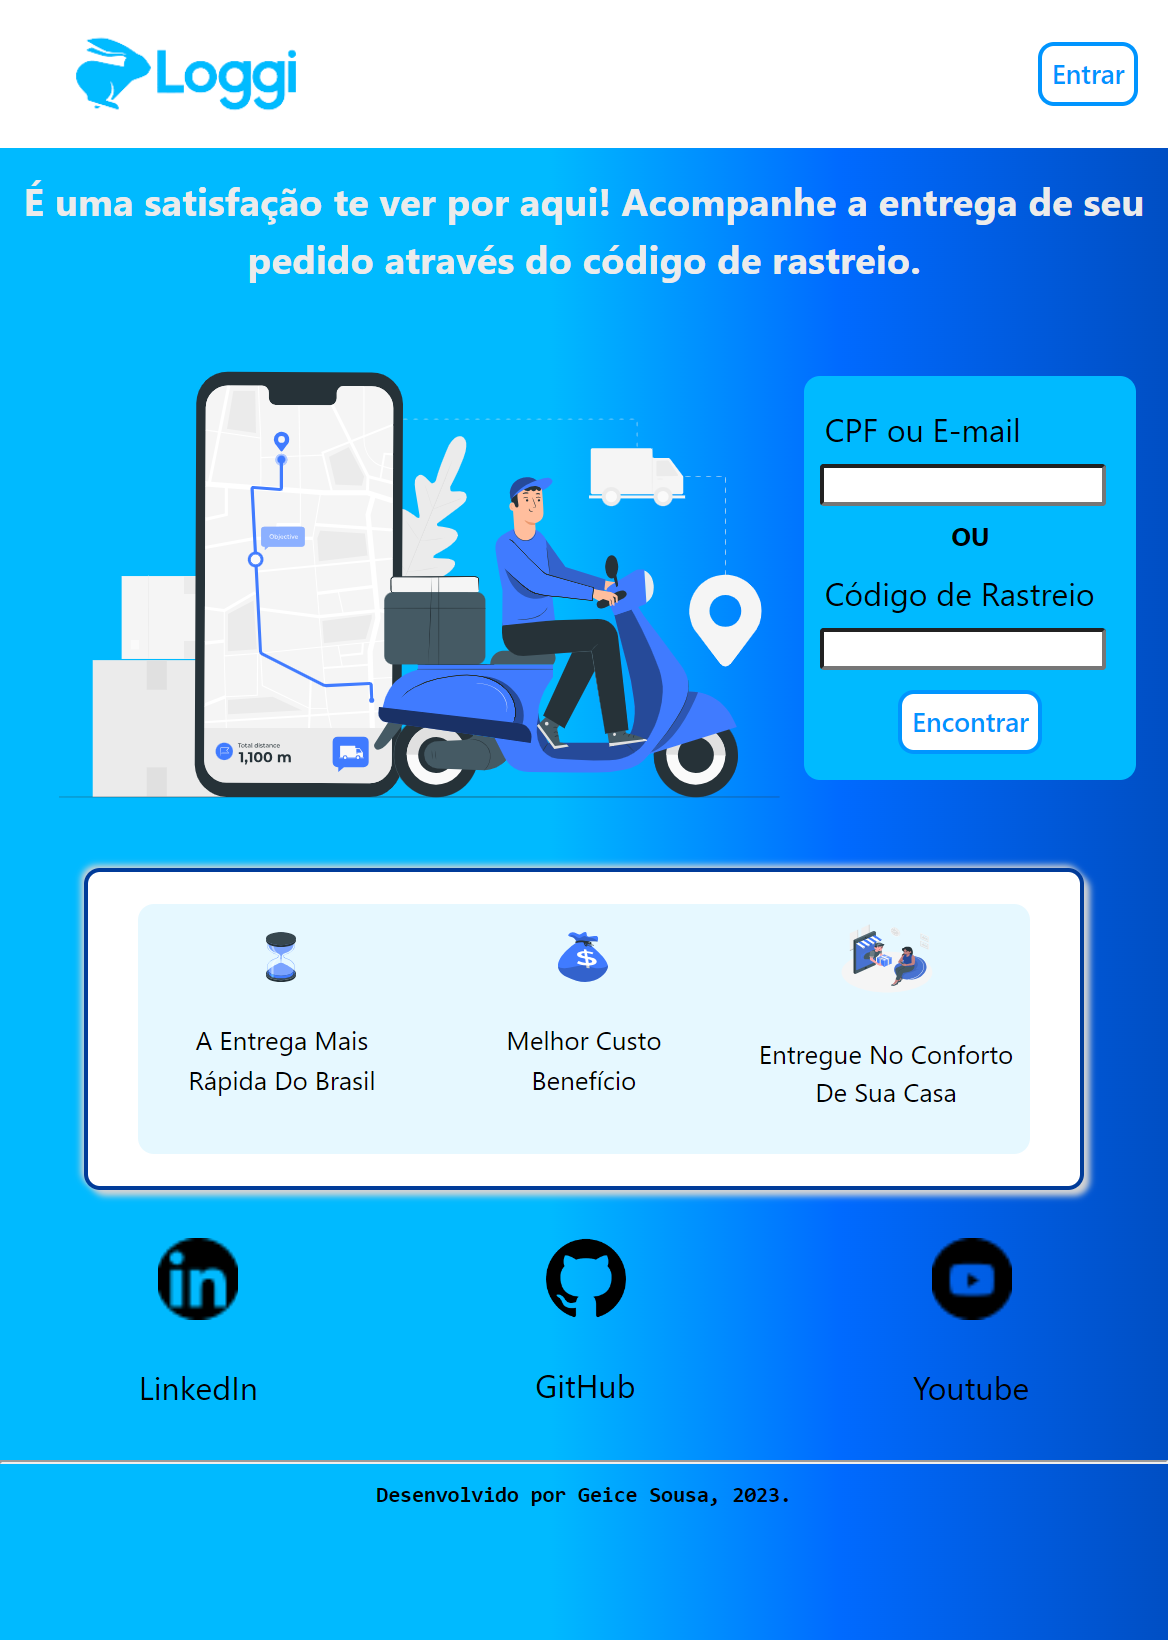 Loggi
Entrar
É uma satisfação te ver por aqui! Acompanhe a entrega de seu
pedido através do código de rastreio.
Objective
Total distance
1,100 m
CPF ou E-mail
OU
Código de Rastreio
Encontrar
$
A Entrega Mais
Rápida Do Brasil
Melhor Custo
Benefício
Entregue No Conforto
De Sua Casa
in
LinkedIn
GitHub
Youtube
Desenvolvido por Geice Sousa, 2023.